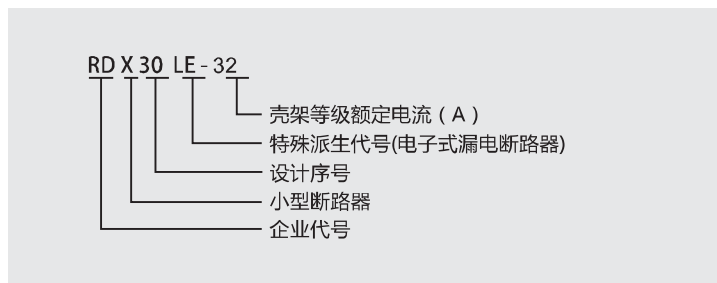 RD X 30 LE-32
壳架等级额定电流（A）
特殊派生代号(电子式漏电断路器)
设计序号
小型断路器
企业代号